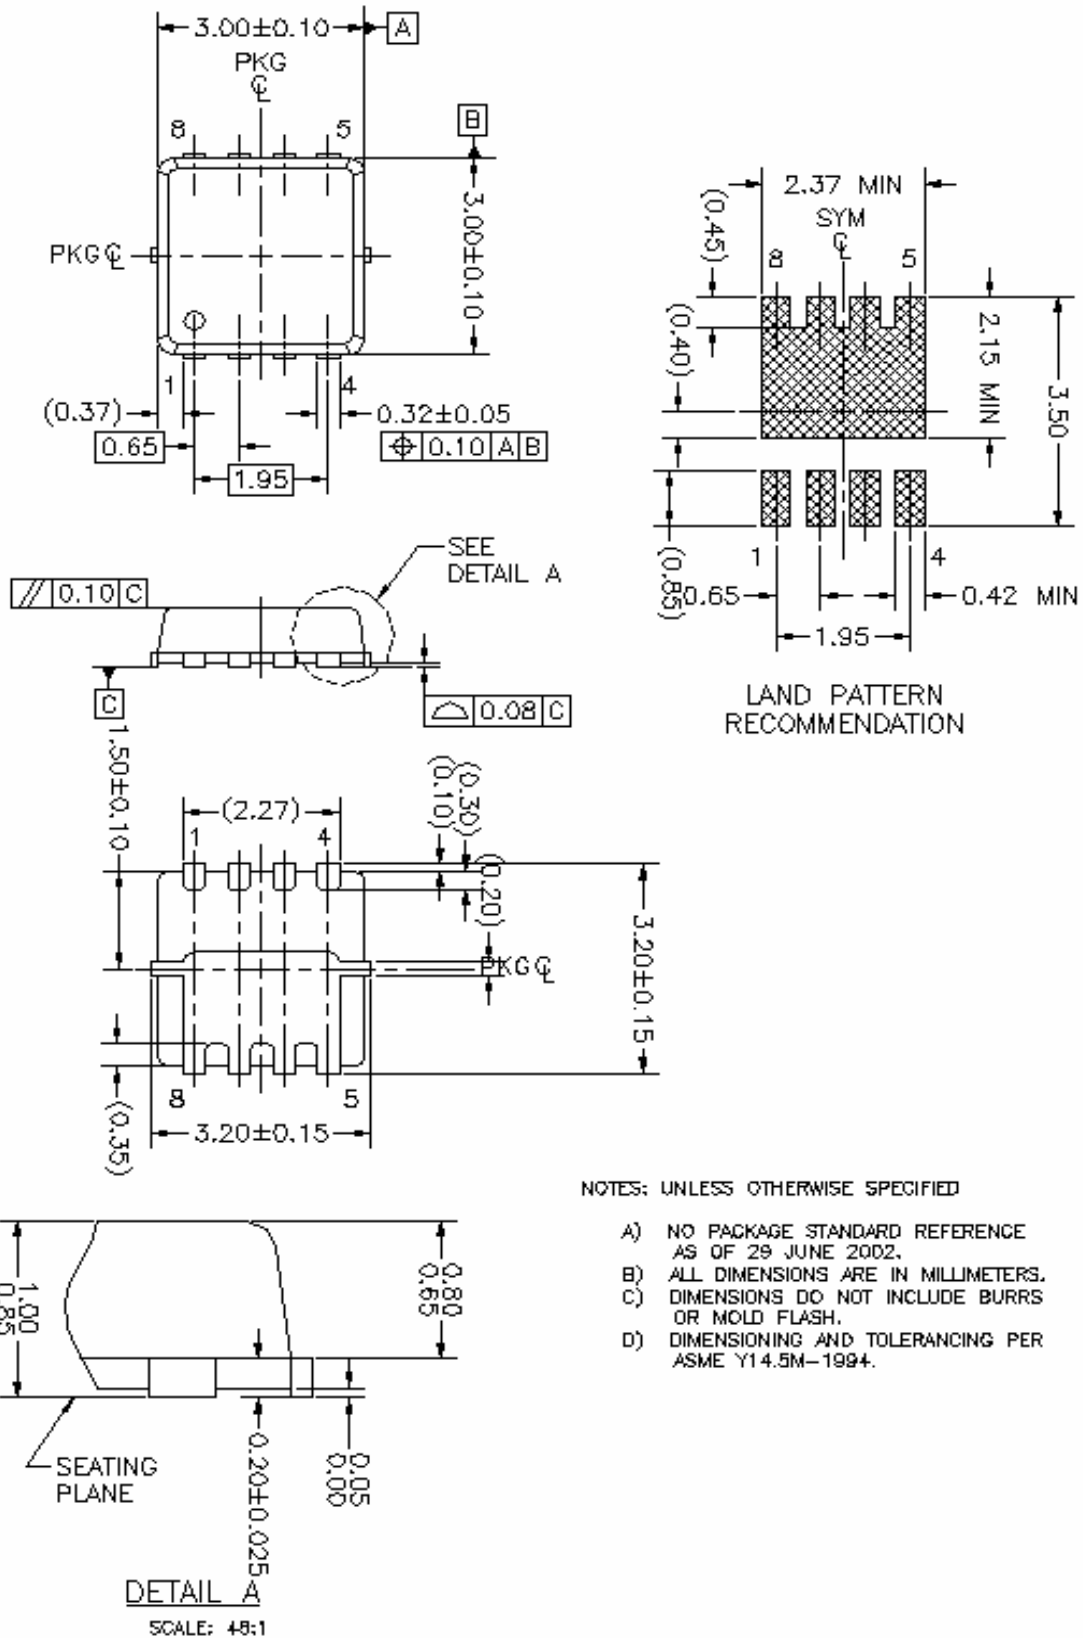 3.00±0.10
A
PKG
℄
B
8
5
3.00±0.10
PKG ℄
1
4
(0.37)
0.32±0.05
0.65
⌖ 0.10 A B
1.95
2.37 MIN
SYM
℄
(0.45)
8
5
(0.40)
2.15 MIN
3.50
(0.85)
1
4
0.65
0.42 MIN
1.95
LAND PATTERN
RECOMMENDATION
SEE
DETAIL A
// 0.10 C
C
⌓ 0.08 C
1.50±0.10
(2.27)
(0.10)
(0.30)
(0.20)
1
4
3.20±0.15
PKG ℄
8
5
(0.35)
3.20±0.15
NOTES: UNLESS OTHERWISE SPECIFIED
A) NO PACKAGE STANDARD REFERENCE
AS OF 29 JUNE 2002.
B) ALL DIMENSIONS ARE IN MILLIMETERS.
C) DIMENSIONS DO NOT INCLUDE BURRS
OR MOLD FLASH.
D) DIMENSIONING AND TOLERANCING PER
ASME Y14.5M-1994.
1.00
0.85
0.80
0.65
SEATING
PLANE
0.20±0.025
0.05
0.00
DETAIL A
SCALE: 48:1